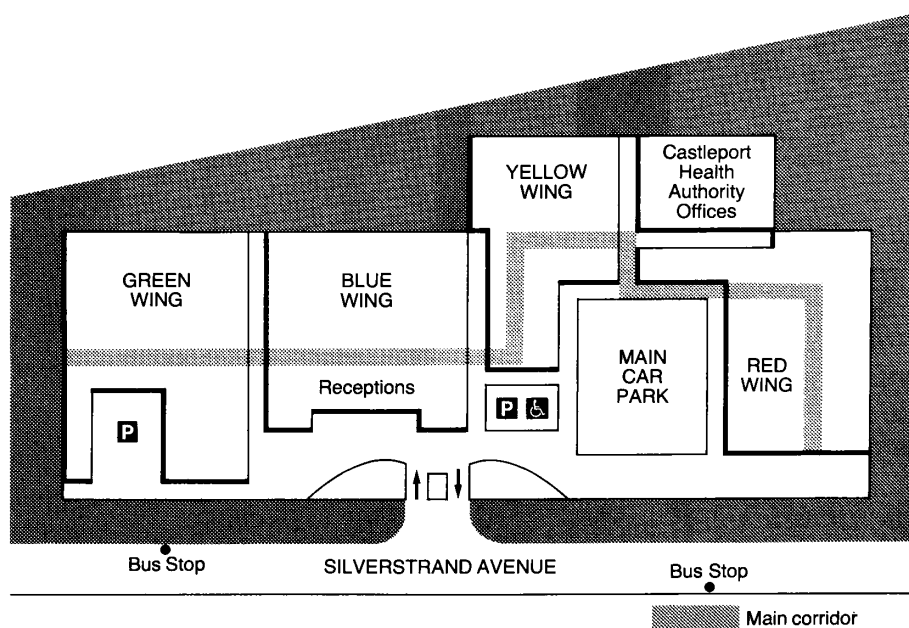 YELLOW
WING
Castleport
Health
Authority
Offices
GREEN
WING
BLUE
WING
MAIN
CAR
PARK
RED
WING
Receptions
P
P
Bus Stop
SILVERSTRAND AVENUE
Bus Stop
Main corridor